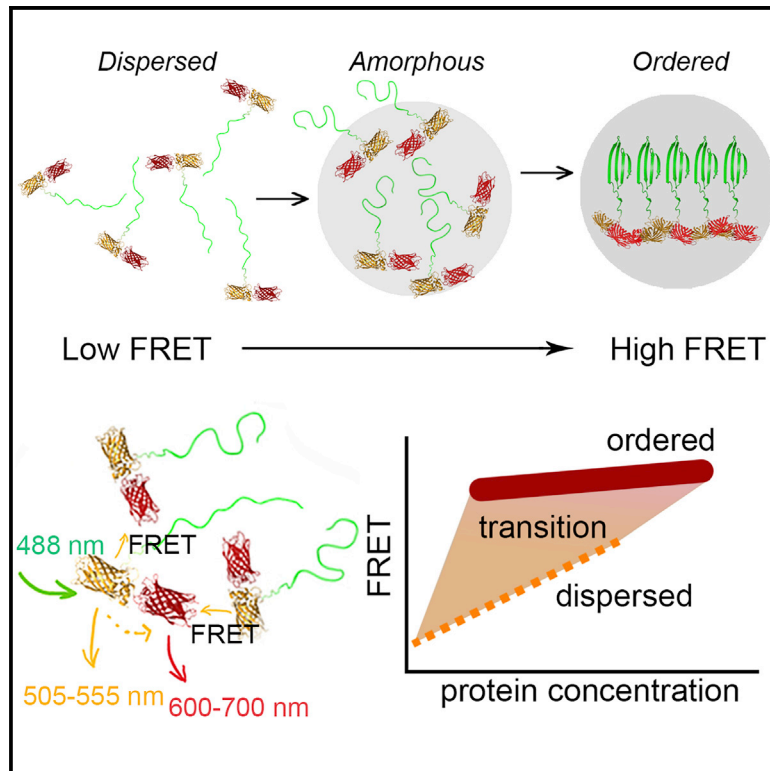 Dispersed
Amorphous
Ordered
Low FRET
High FRET
488 nm
FRET
FRET
505-555 nm
600-700 nm
FRET
ordered
transition
dispersed
protein concentration